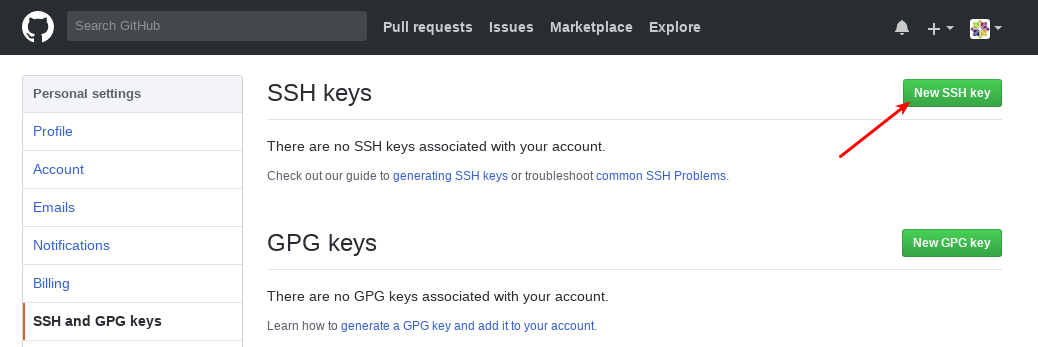 Search GitHub
Pull requests Issues Marketplace Explore
Personal settings
Profile
Account
Emails
Notifications
Billing
SSH and GPG keys
SSH keys
New SSH key
There are no SSH keys associated with your account.
Check out our guide to generating SSH keys or troubleshoot common SSH Problems.
GPG keys
New GPG key
There are no GPG keys associated with your account.
Learn how to generate a GPG key and add it to your account.